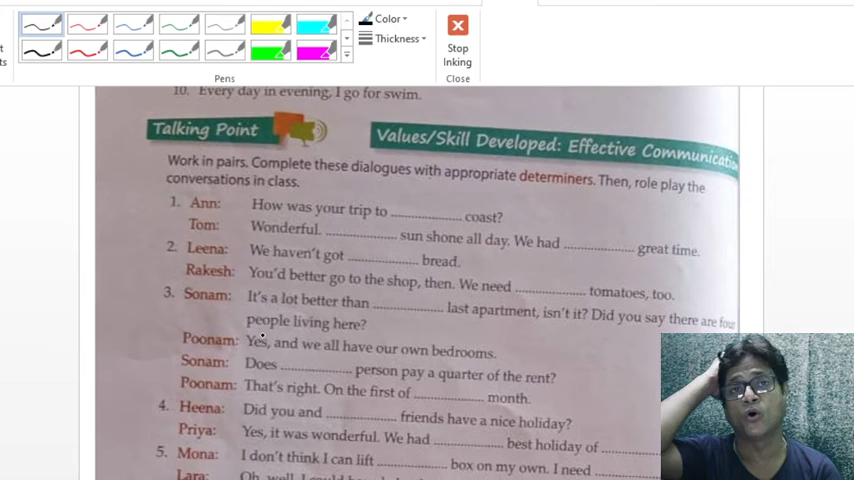 Color
Thickness
Stop
Inking
Pens
Close
10. Every day in evening, I go for swim.
Talking Point
Values/Skill Developed: Effective Communicatio
Work in pairs. Complete these dialogues with appropriate determiners. Then, role play the
conversations in class.
1. Ann: How was your trip to .................... coast?
Tom: Wonderful. .................... sun shone all day. We had .................... great time.
2. Leena: We haven't got .................... bread.
Rakesh: You'd better go to the shop, then. We need .................... tomatoes, too.
3. Sonam: It's a lot better than .................... last apartment, isn't it? Did you say there are four
people living here?
Poonam: Yes, and we all have our own bedrooms.
Sonam: Does .................... person pay a quarter of the rent?
Poonam: That's right. On the first of .................... month.
4. Heena: Did you and .................... friends have a nice holiday?
Priya: Yes, it was wonderful. We had .................... best holiday of ...............
5. Mona: I don't think I can lift .................... box on my own. I need ...............
Lara: Oh, well, I could